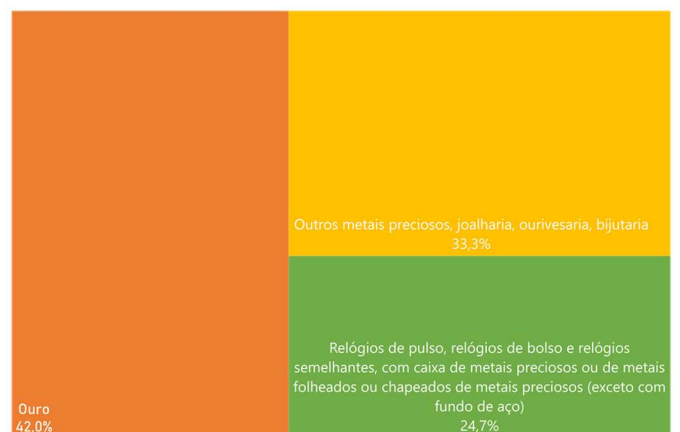 Outros metais preciosos, joalharia, ourivesaria, bijutaria
33,3%
Relógios de pulso, relógios de bolso e relógios
semelhantes, com caixa de metais preciosos ou de metais
folheados ou chapeados de metais preciosos (exceto com
fundo de aço)
24,7%
Ouro
42,0%